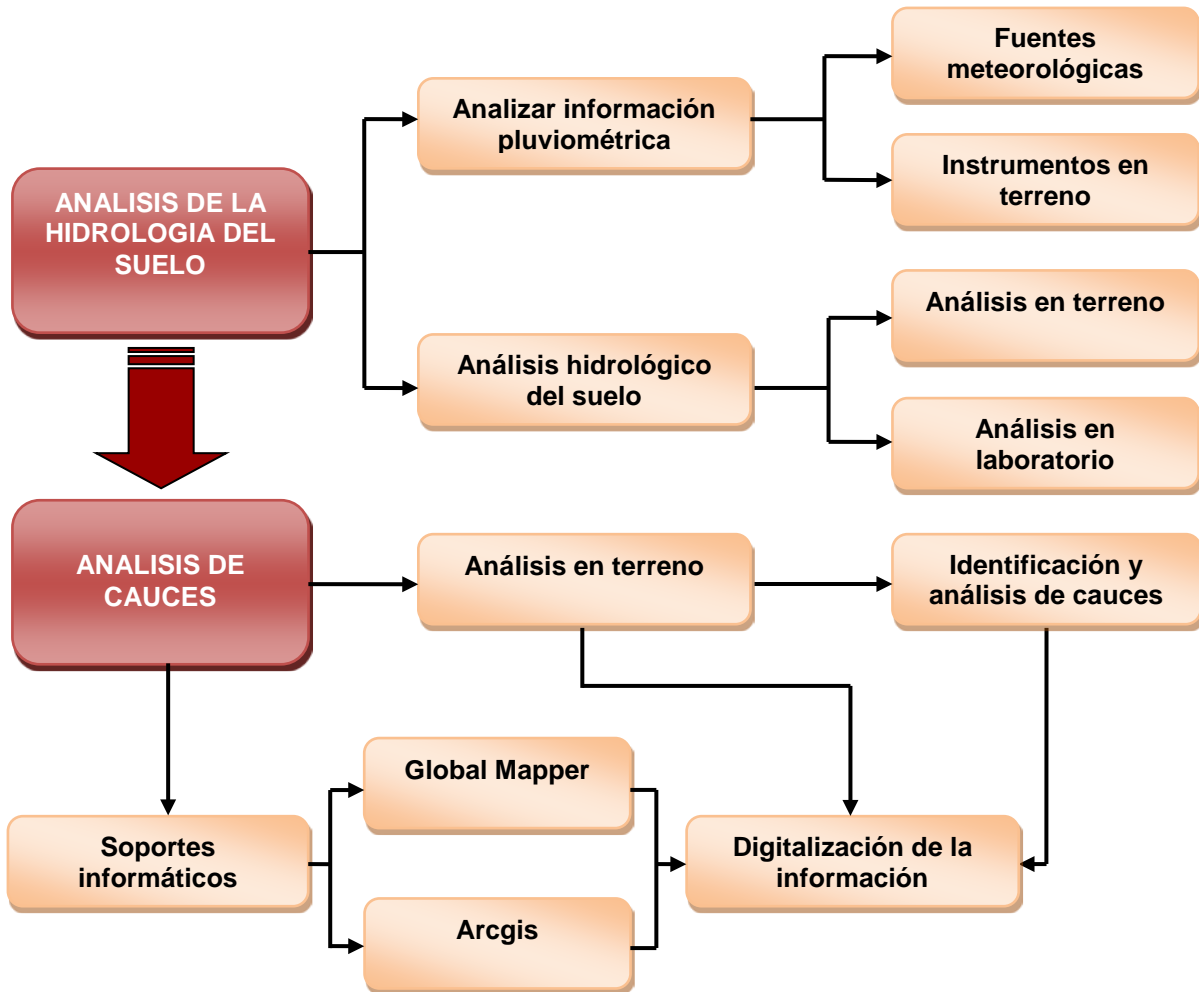 Fuentes
meteorológicas
Analizar información
pluviométrica
Instrumentos en
terreno
ANALISIS DE LA
HIDROLOGIA DEL
SUELO
Análisis en terreno
Análisis hidrológico
del suelo
Análisis en
laboratorio
ANALISIS DE
CAUCES
Análisis en terreno
Identificación y
análisis de cauces
Global Mapper
Soportes
informáticos
Digitalización de la
información
Arcgis